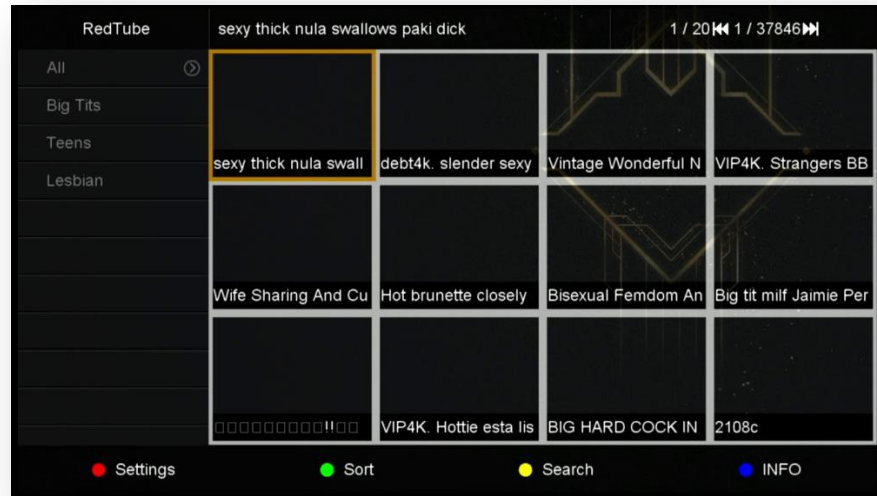 RedTube
sexy thick nula swallows paki dick
1 / 20 1 / 37846
All
Big Tits
Teens
Lesbian
sexy thick nula swall
debt4k. slender sexy
Vintage Wonderful N
VIP4K. Strangers BB
Wife Sharing And Cu
Hot brunette closely
Bisexual Femdom An
Big tit milf Jaimie Per
!!
VIP4K. Hottie esta lis
BIG HARD COCK IN
2108c
Settings
Sort
Search
INFO